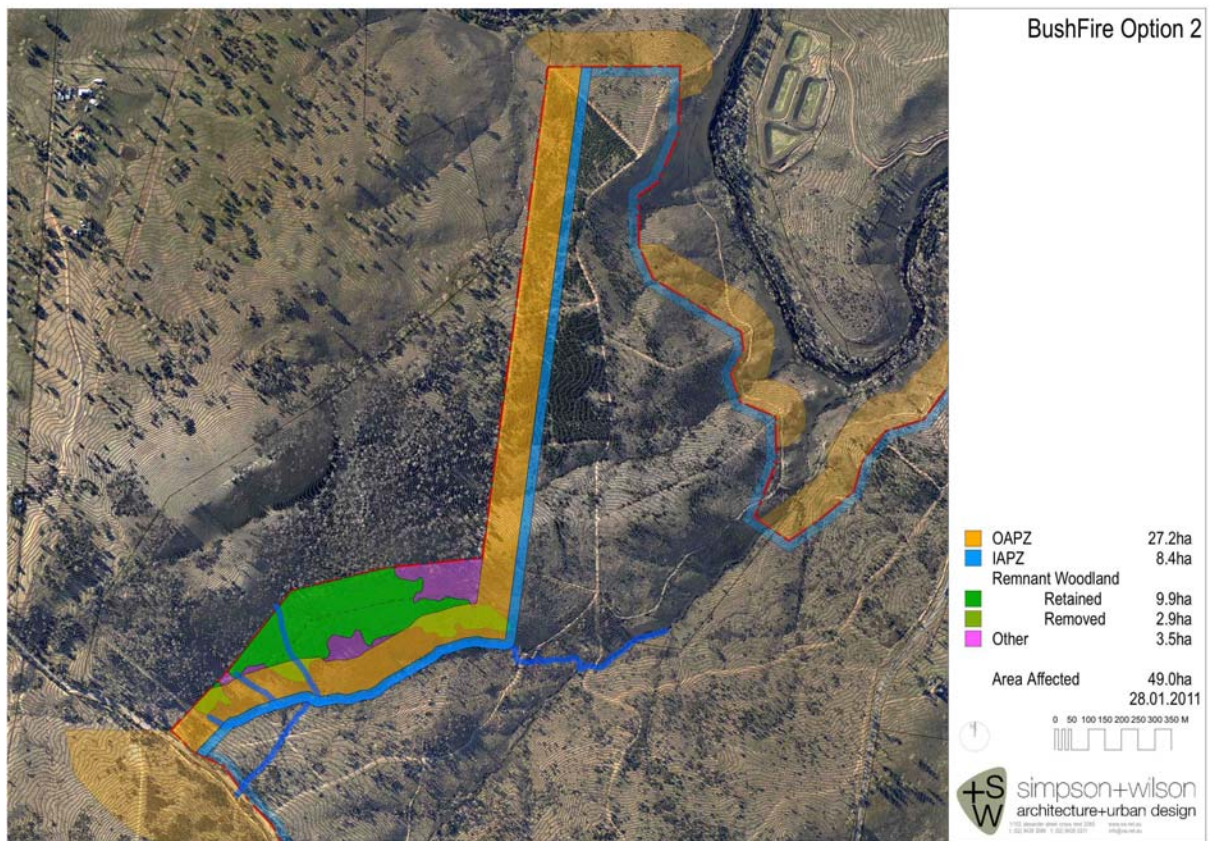 BushFire Option 2
OAPZ 27.2ha
IAPZ 8.4ha
Remnant Woodland
Retained 9.9ha
Removed 2.9ha
Other 3.5ha
Area Affected 49.0ha
28.01.2011
0 50 100 150 200 250 300 350 M
+S
W
simpson+wilson
architecture+urban design